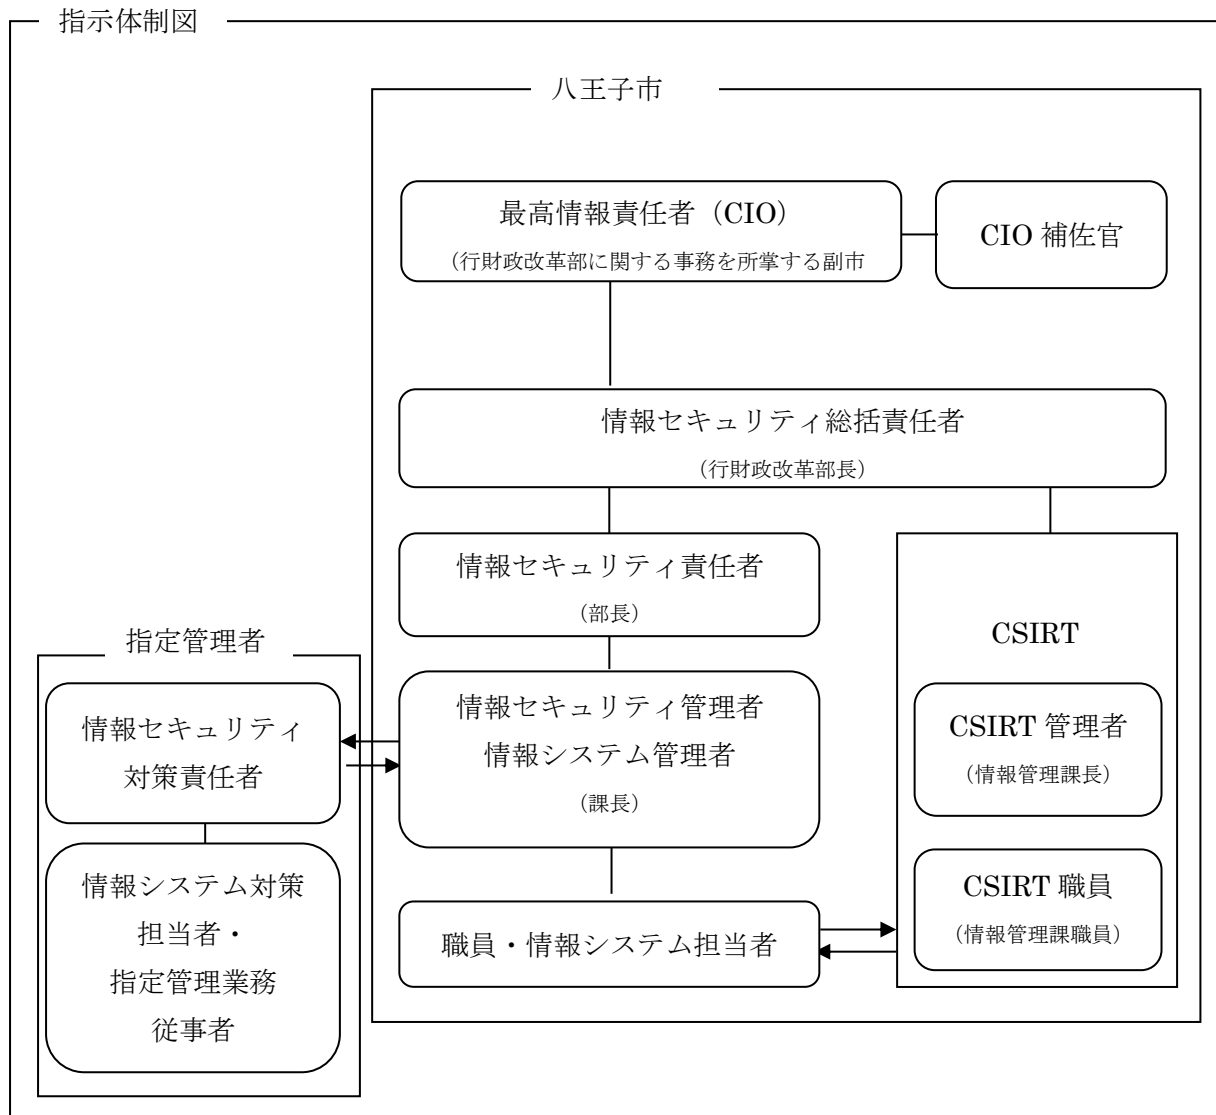 指示体制図
八王子市
最高情報責任者（CIO）
（行財政改革部に関する事務を所掌する副市
CIO 補佐官
情報セキュリティ総括責任者
（行財政改革部長）
情報セキュリティ責任者
（部長）
CSIRT
指定管理者
情報セキュリティ
対策責任者
情報セキュリティ管理者
情報システム管理者
（課長）
CSIRT 管理者
（情報管理課長）
情報システム対策
担当者・
指定管理業務
従事者
職員・情報システム担当者
CSIRT 職員
（情報管理課職員）